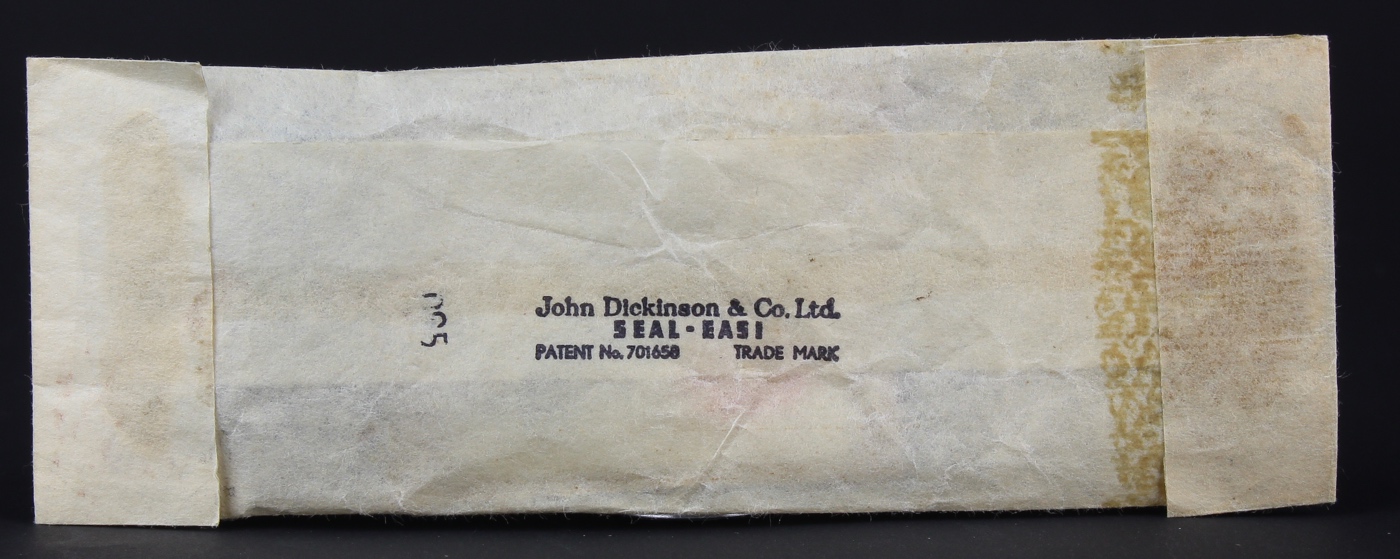 John Dickinson & Co. Ltd.
SEAL-EASI
PATENT No. 701658 TRADE MARK